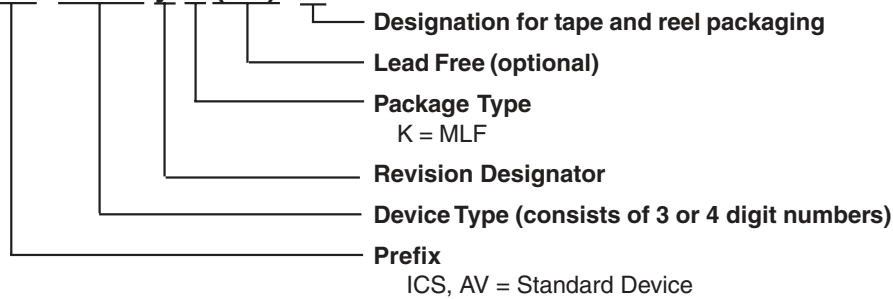 Designation for tape and reel packaging
Lead Free (optional)
Package Type
K = MLF
Revision Designator
Device Type (consists of 3 or 4 digit numbers)
Prefix
ICS, AV = Standard Device